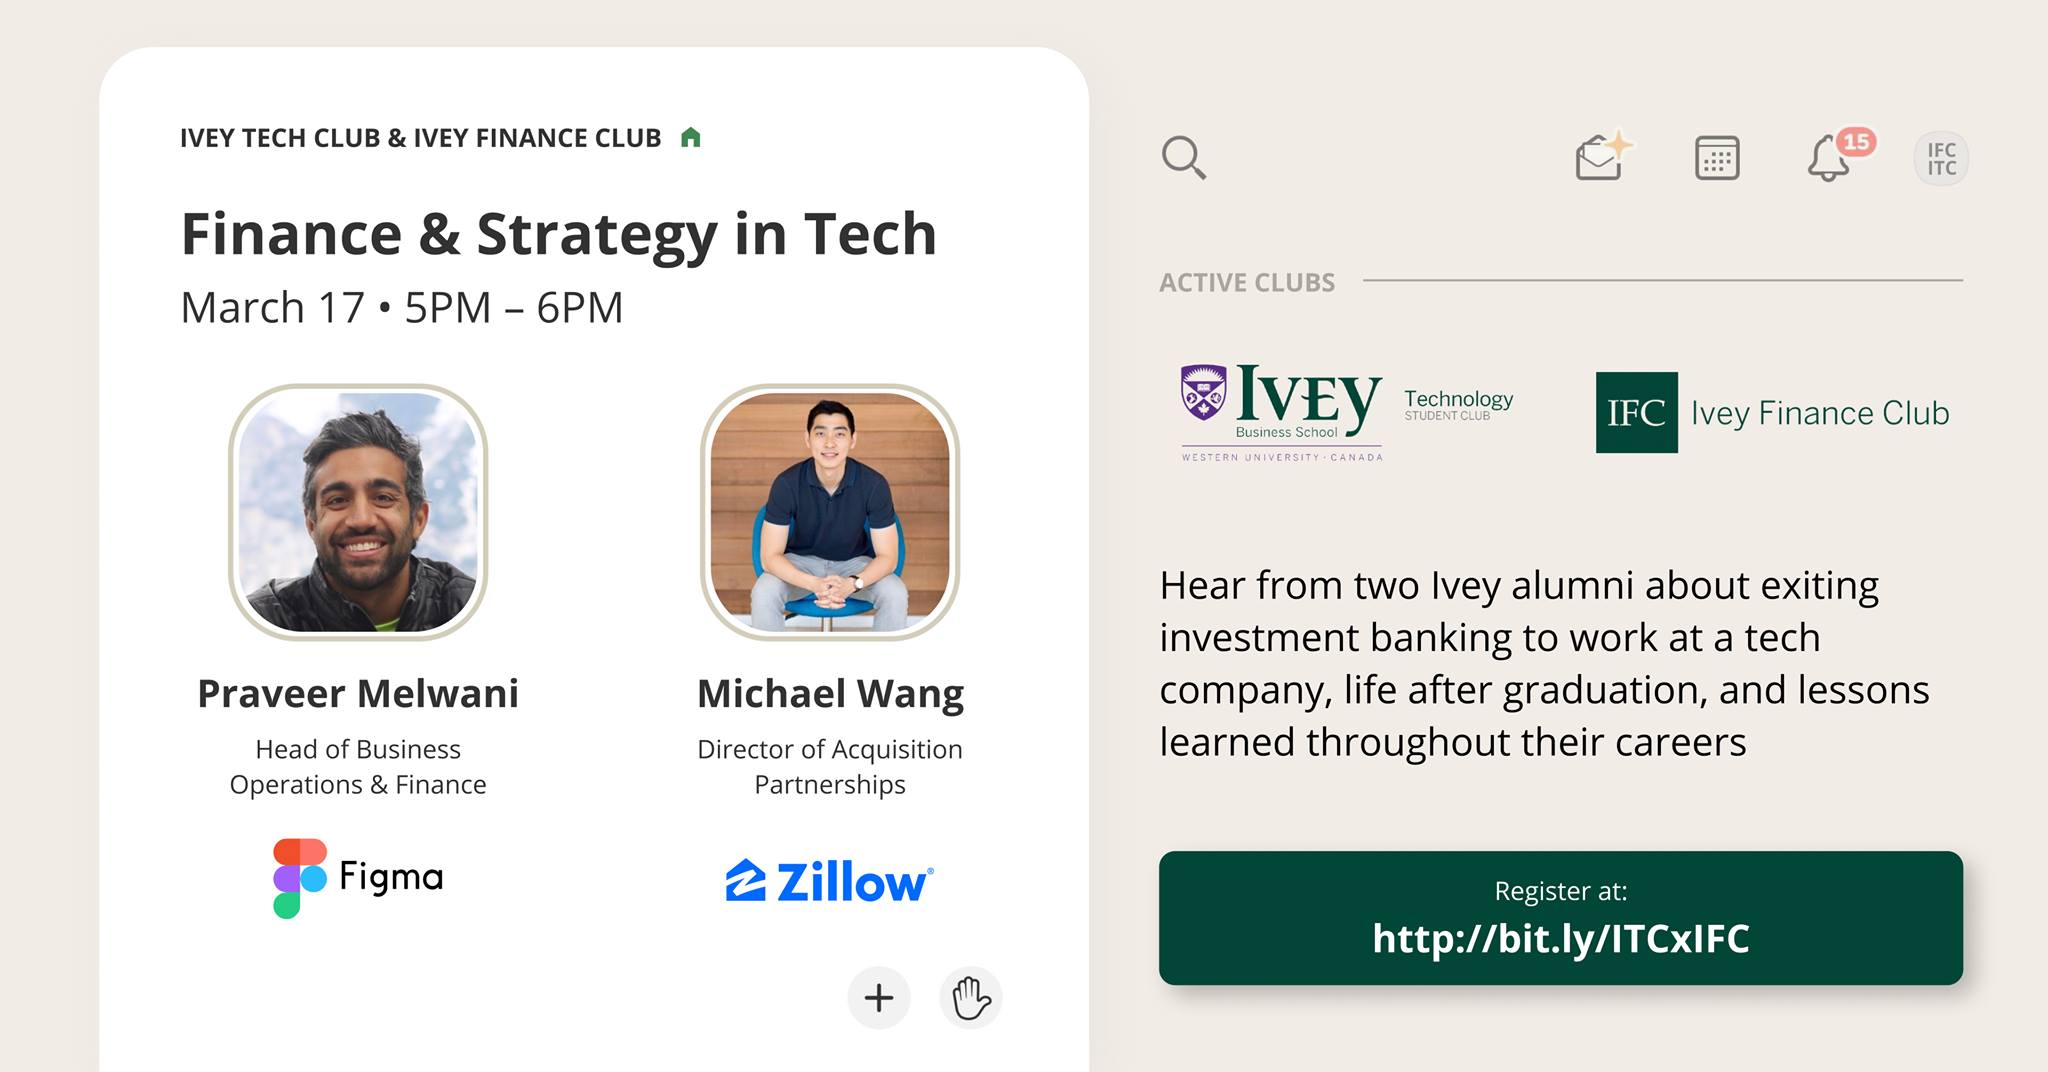 IVEY TECH CLUB & IVEY FINANCE CLUB
Finance & Strategy in Tech
March 17 • 5PM – 6PM
Praveer Melwani
Head of Business
Operations & Finance
Figma
Michael Wang
Director of Acquisition
Partnerships
Zillow®
15
IFC
ITC
ACTIVE CLUBS
IVEY
Business School
WESTERN UNIVERSITY · CANADA
Technology
STUDENT CLUB
IFC
Ivey Finance Club
Hear from two Ivey alumni about exiting
investment banking to work at a tech
company, life after graduation, and lessons
learned throughout their careers
Register at:
http://bit.ly/ITCxIFC